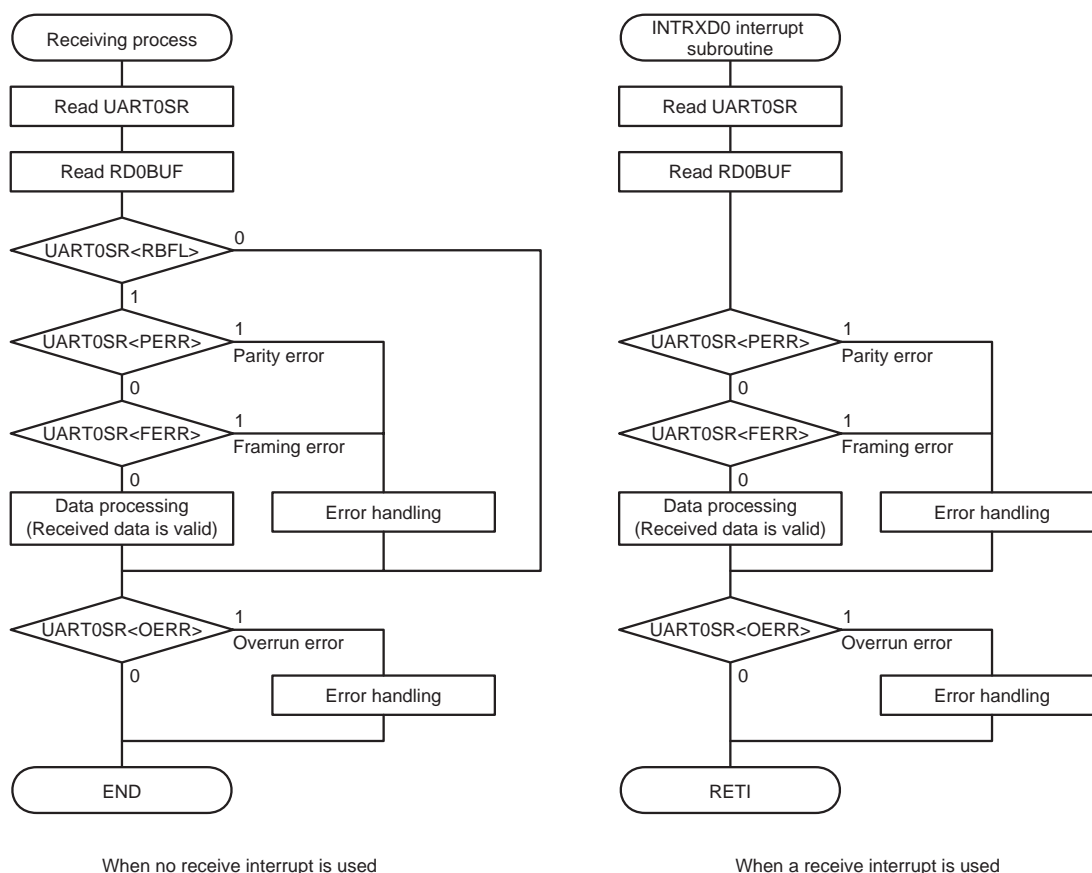 Receiving process
Read UART0SR
Read RD0BUF
UART0SR<RBFL>
0
1
UART0SR<PERR>
1
Parity error
0
UART0SR<FERR>
1
Framing error
0
Data processing
(Received data is valid)
Error handling
UART0SR<OERR>
1
Overrun error
0
Error handling
END
When no receive interrupt is used
INTRXD0 interrupt
subroutine
Read UART0SR
Read RD0BUF
UART0SR<PERR>
1
Parity error
0
UART0SR<FERR>
1
Framing error
0
Data processing
(Received data is valid)
Error handling
UART0SR<OERR>
1
Overrun error
0
Error handling
RETI
When a receive interrupt is used